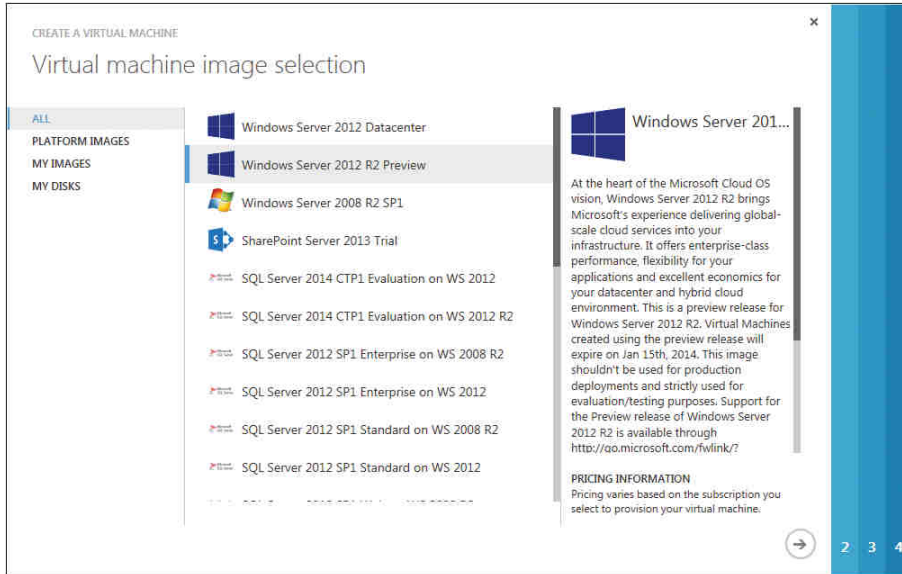 CREATE A VIRTUAL MACHINE
Virtual machine image selection
ALL
PLATFORM IMAGES
MY IMAGES
MY DISKS
Windows Server 2012 Datacenter
Windows Server 2012 R2 Preview
Windows Server 2008 R2 SP1
SharePoint Server 2013 Trial
SQL Server 2014 CTP1 Evaluation on WS 2012
SQL Server 2014 CTP1 Evaluation on WS 2012 R2
SQL Server 2012 SP1 Enterprise on WS 2008 R2
SQL Server 2012 SP1 Enterprise on WS 2012
SQL Server 2012 SP1 Standard on WS 2008 R2
SQL Server 2012 SP1 Standard on WS 2012
Windows Server 201...
At the heart of the Microsoft Cloud OS
vision, Windows Server 2012 R2 brings
Microsoft's experience delivering global-
scale cloud services into your
infrastructure. It offers enterprise-class
performance, flexibility for your
applications and excellent economics for
your datacenter and hybrid cloud
environment. This is a preview release for
Windows Server 2012 R2. Virtual Machines
created using the preview release will
expire on Jan 15th, 2014. This image
shouldn't be used for production
deployments and strictly used for
evaluation/testing purposes. Support for
the Preview release of Windows Server
2012 R2 is available through
http://go.microsoft.com/fwlink/?
PRICING INFORMATION
Pricing varies based on the subscription you
select to provision your virtual machine.
2 3 4